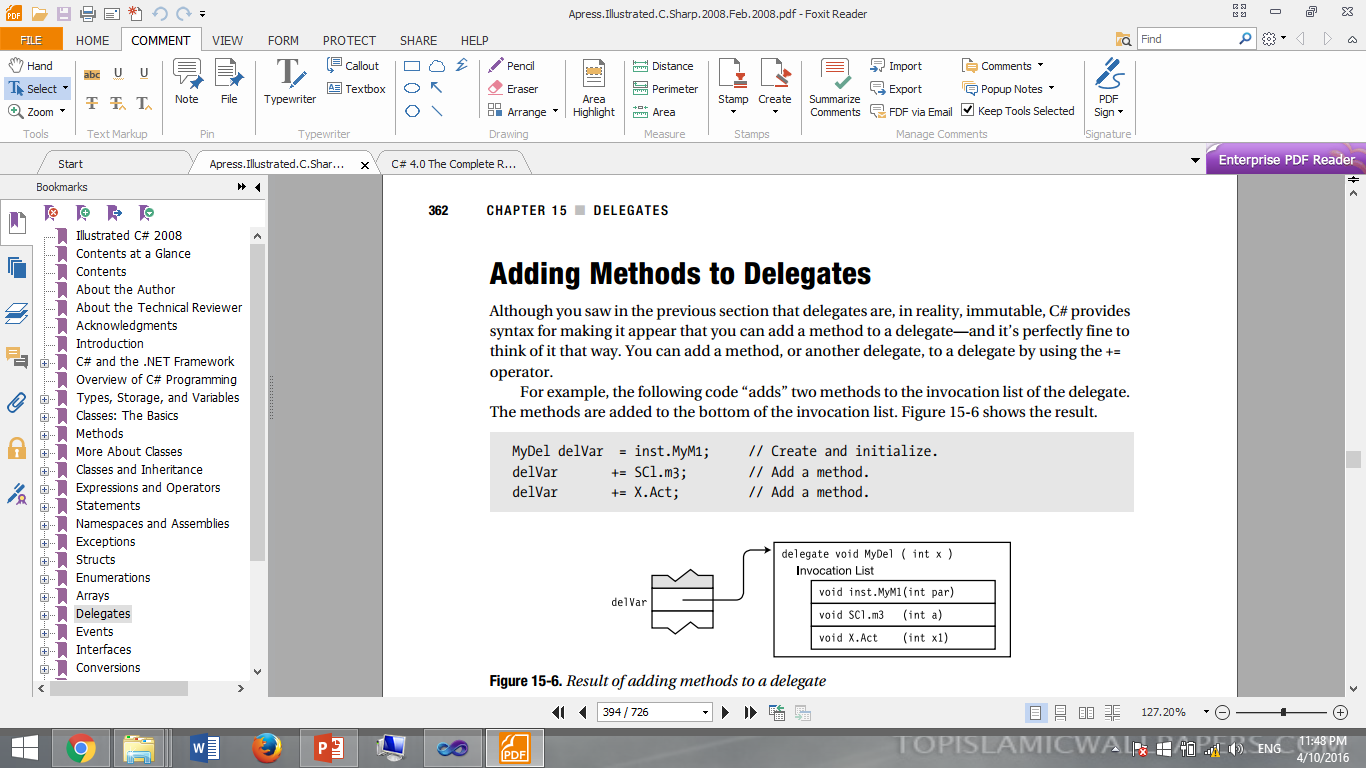 Apress.Illustrated.C.Sharp.2008.Feb.2008.pdf - Foxit Reader
FILE HOME COMMENT VIEW FORM PROTECT SHARE HELP Find
Hand
Select
Zoom
Tools
abc U U
T T T
Text Markup
Note
File
Pin
Typewriter
Callout
Textbox
Typewriter
Pencil
Eraser
Arrange
Drawing
Area
Highlight
Distance
Perimeter
Area
Measure
Stamp
Create
Stamps
Summarize
Comments
Import
Export
FDF via Email
Comments
Popup Notes
Keep Tools Selected
Manage Comments
PDF
Sign
Signature
Start
Apress.Illustrated.C.Shar...
C# 4.0 The Complete R...
Enterprise PDF Reader
Bookmarks
Illustrated C# 2008
Contents at a Glance
Contents
About the Author
About the Technical Reviewer
Acknowledgments
Introduction
C# and the .NET Framework
Overview of C# Programming
Types, Storage, and Variables
Classes: The Basics
Methods
More About Classes
Classes and Inheritance
Expressions and Operators
Statements
Namespaces and Assemblies
Exceptions
Structs
Enumerations
Arrays
Delegates
Events
Interfaces
Conversions
362 CHAPTER 15 ■ DELEGATES
Adding Methods to Delegates
Although you saw in the previous section that delegates are, in reality, immutable, C# provides
syntax for making it appear that you can add a method to a delegate—and it's perfectly fine to
think of it that way. You can add a method, or another delegate, to a delegate by using the +=
operator.
For example, the following code “adds” two methods to the invocation list of the delegate.
The methods are added to the bottom of the invocation list. Figure 15-6 shows the result.
MyDel delVar = inst.MyM1; // Create and initialize.
delVar += SCl.m3; // Add a method.
delVar += X.Act; // Add a method.
delVar
delegate void MyDel ( int x )
Invocation List
void inst.MyM1(int par)
void SCl.m3 (int a)
void X.Act (int x1)
Figure 15-6. Result of adding methods to a delegate
394 / 726
127.20%
PDF
TOPISLAMICWALLPAPERS.COM
ENG
11:48 PM
4/10/2016